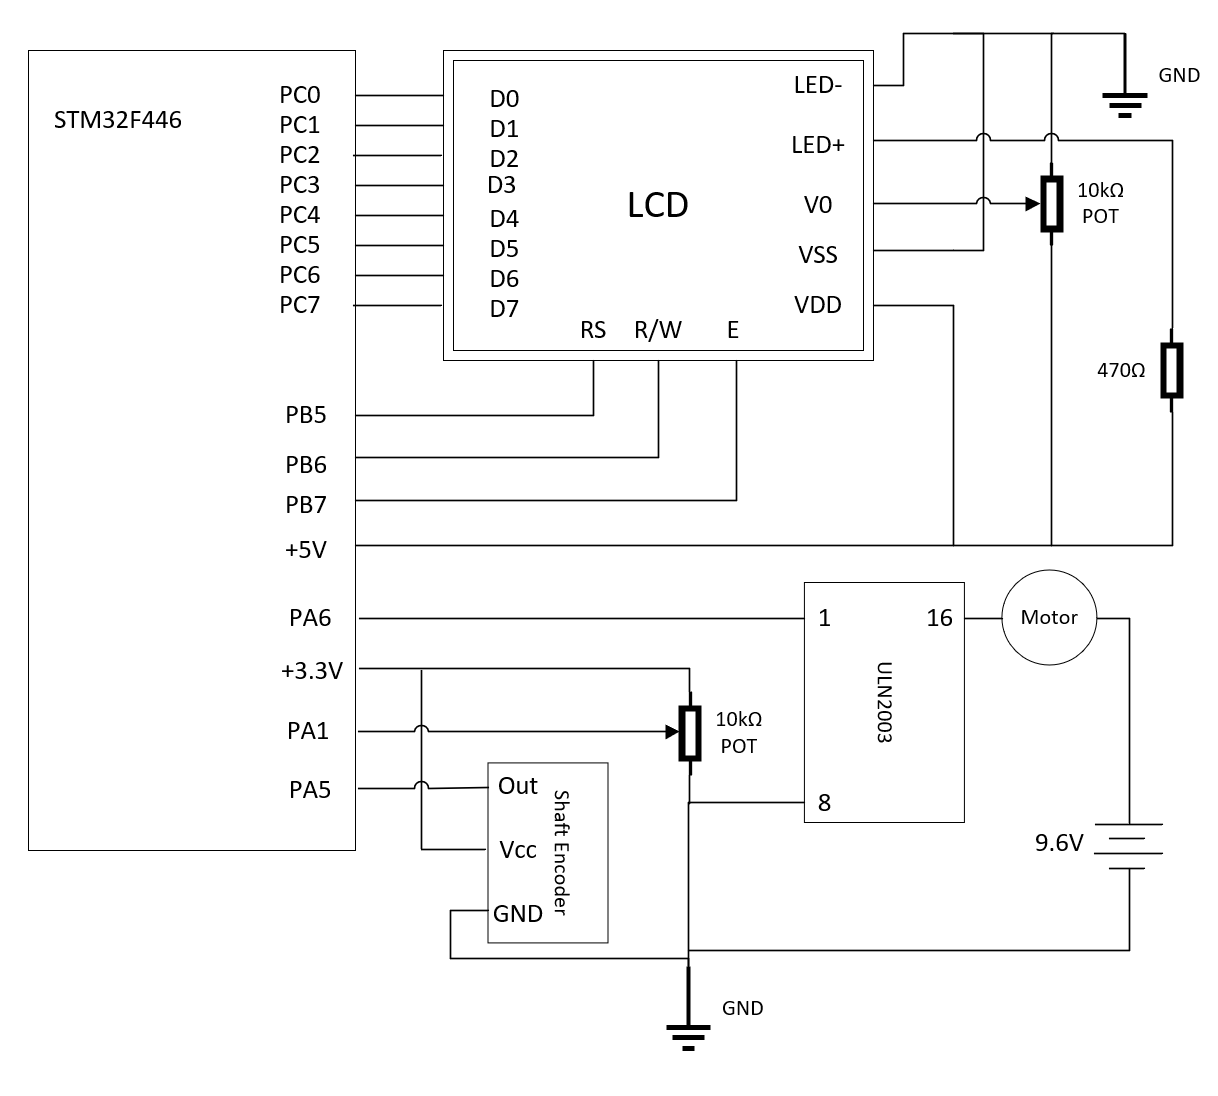 STM32F446
PC0
PC1
PC2
PC3
PC4
PC5
PC6
PC7
PB5
PB6
PB7
+5V
PA6
+3.3V
PA1
PA5
D0
D1
D2
D3
D4
D5
D6
D7
LCD
RS R/W E
LED-
LED+
V0
VSS
VDD
GND
10kΩ
POT
470Ω
1 16
8
ULN2003
Motor
10kΩ
POT
Out
Vcc
GND
Shaft Encoder
9.6V
GND